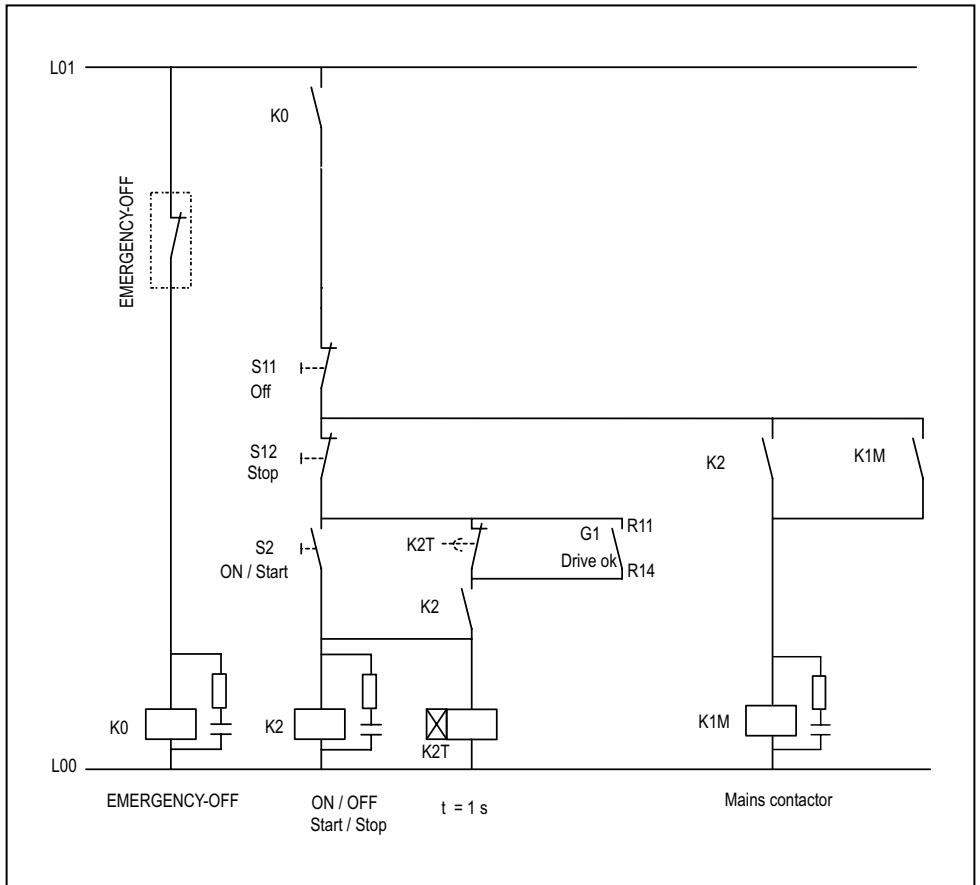 L01
K0
EMERGENCY-OFF
S11
Off
S12
Stop
K2
K1M
S2
ON / Start
K2T
G1
Drive ok
R11
R14
K2
K0
K2
K2T
K1M
L00
EMERGENCY-OFF
ON / OFF
Start / Stop
t = 1 s
Mains contactor